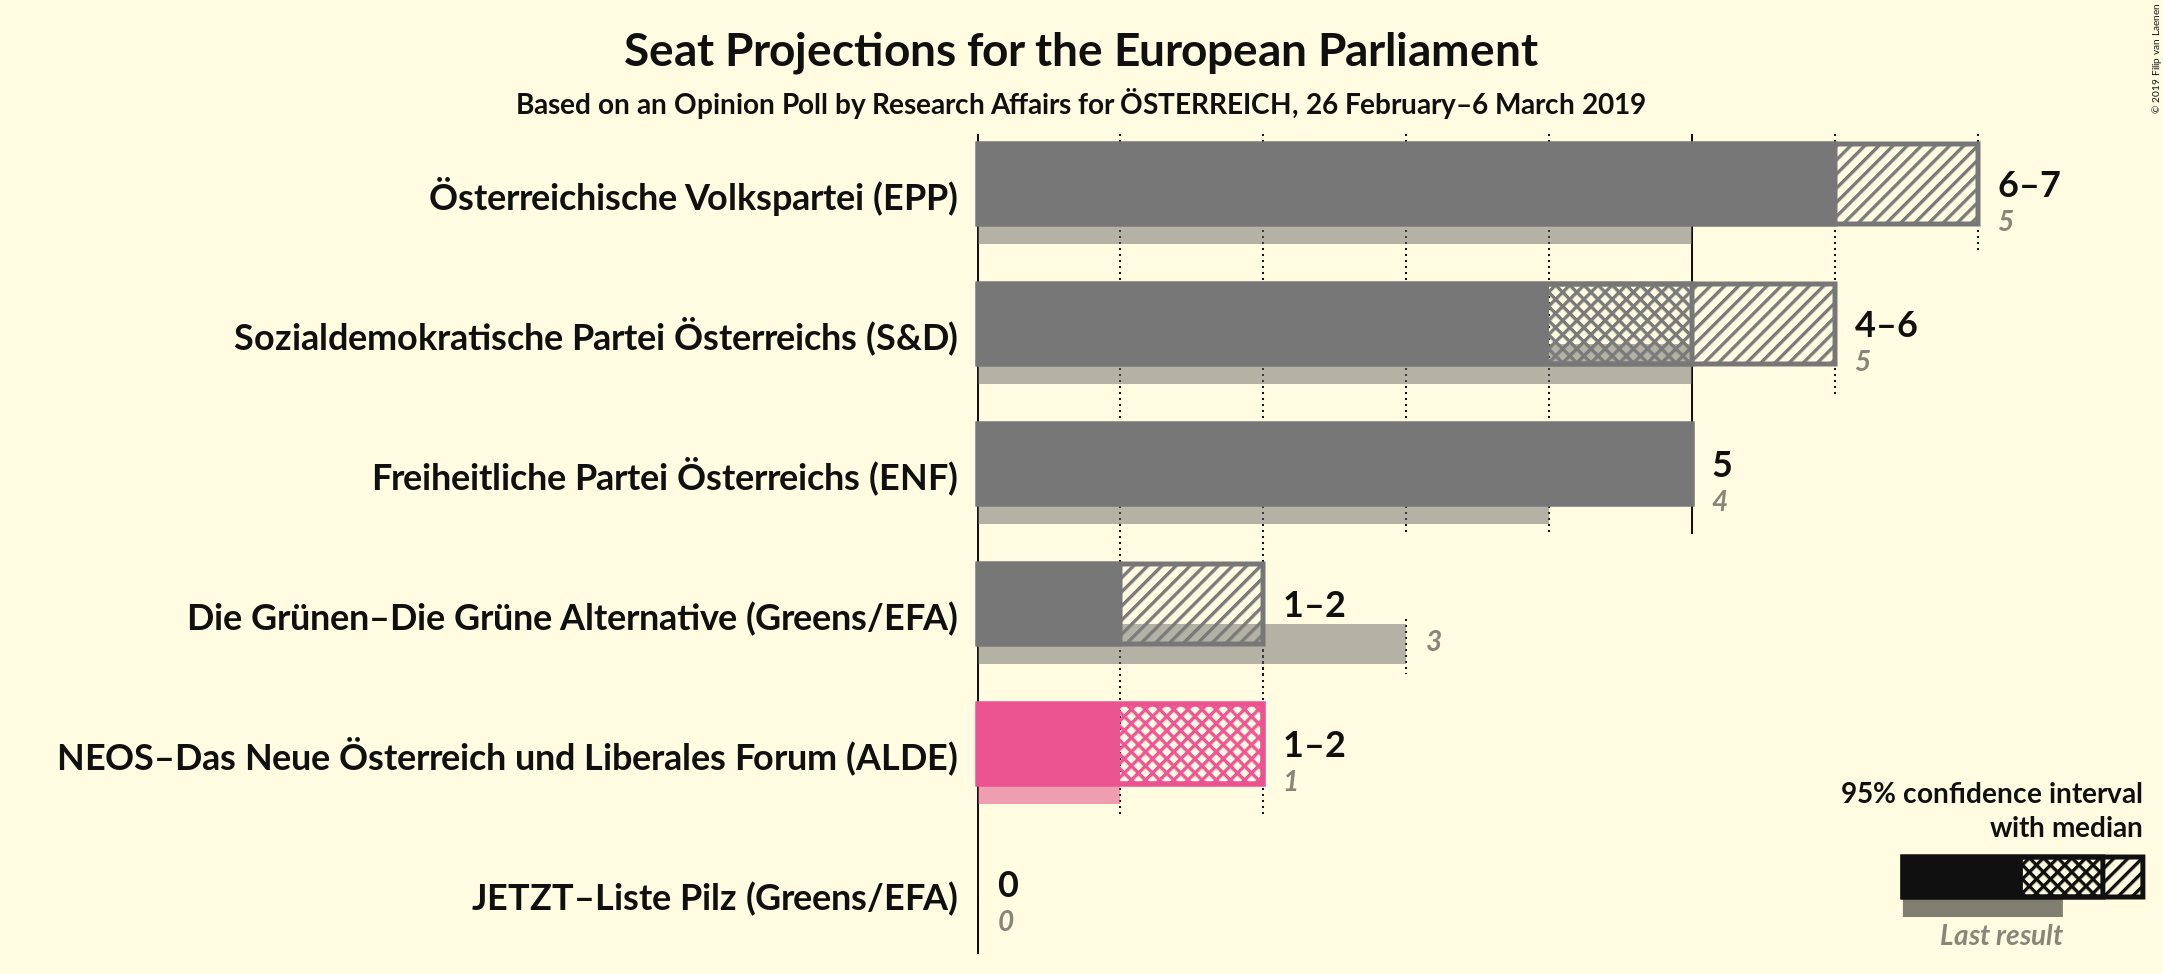 Seat Projections for the European Parliament
Based on an Opinion Poll by Research Affairs for ÖSTERREICH, 26 February–6 March 2019
© 2019 Filip van Laenen
Österreichische Volkspartei (EPP)
6–7
5
Sozialdemokratische Partei Österreichs (S&D)
4–6
5
Freiheitliche Partei Österreichs (ENF)
5
4
Die Grünen–Die Grüne Alternative (Greens/EFA)
1–2
3
NEOS–Das Neue Österreich und Liberales Forum (ALDE)
1–2
1
JETZT–Liste Pilz (Greens/EFA)
0
0
95% confidence interval
with median
Last result